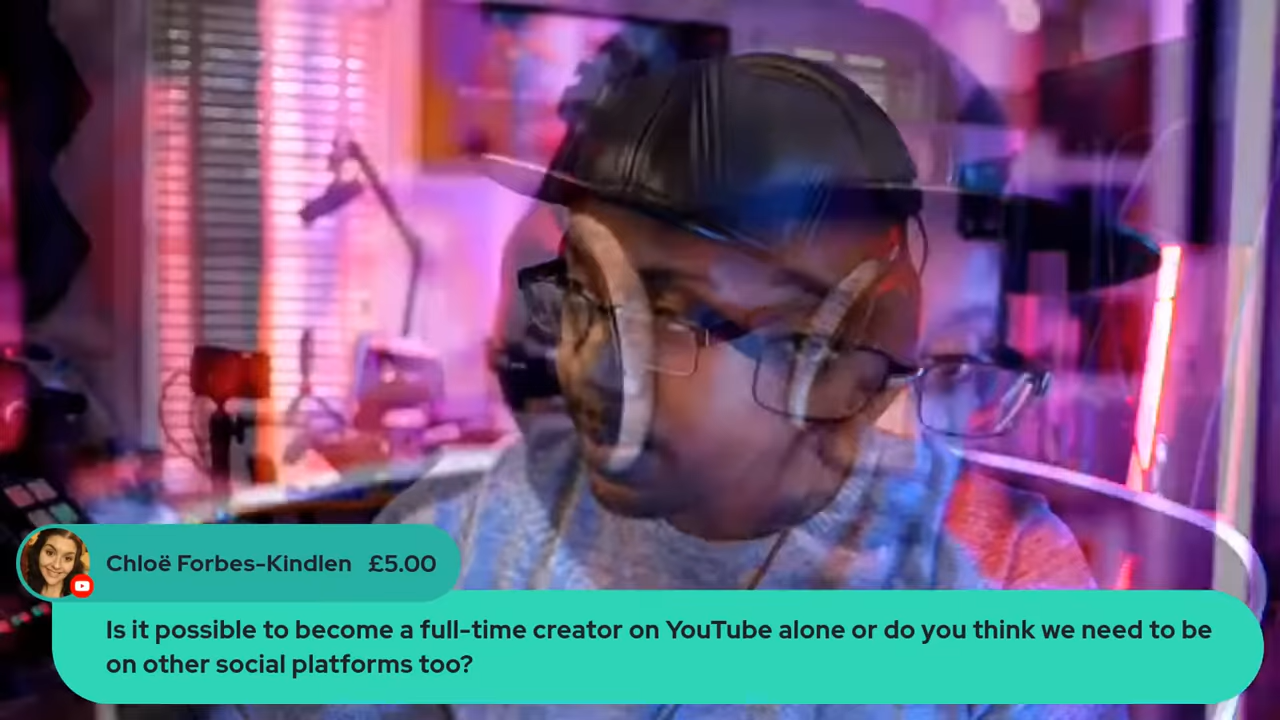 Chloë Forbes-Kindlen £5.00
Is it possible to become a full-time creator on YouTube alone or do you think we need to be
on other social platforms too?